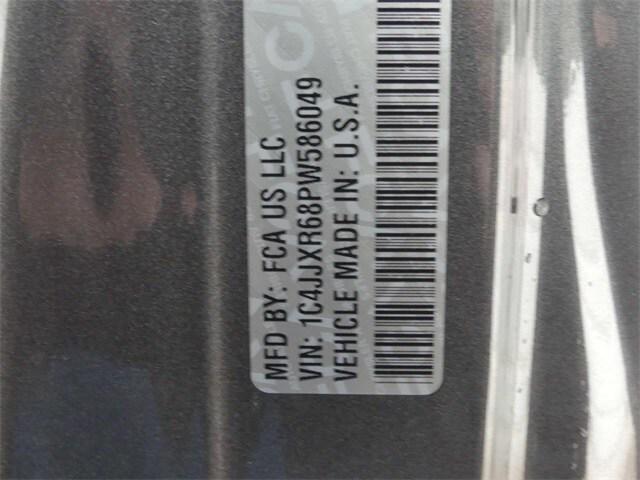 MFD BY: FCA US LLC
VIN: 1C4JJXR68PW586049
VEHICLE MADE IN: U.S.A.